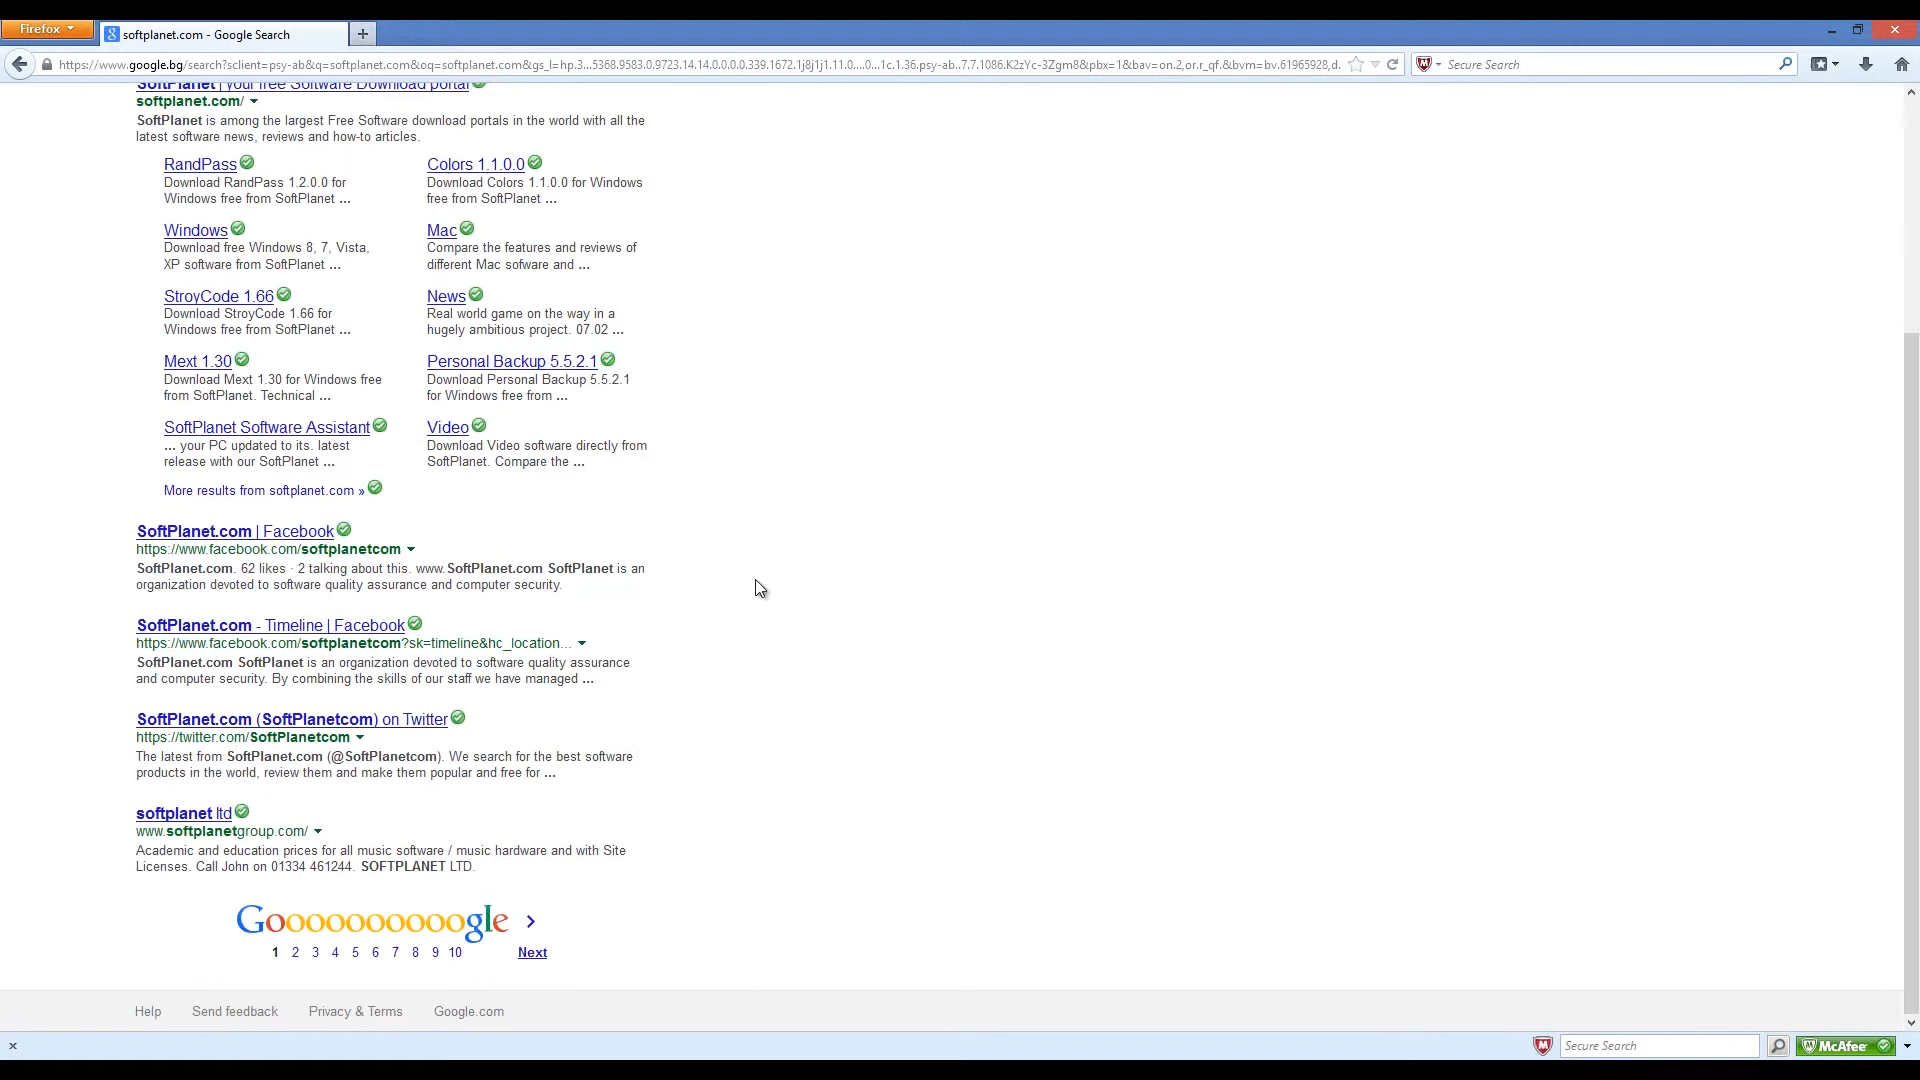 Firefox
softplanet.com - Google Search
https://www.google.bg/search?sclient=psy-ab&q=softplanet.com&oq=softplanet.com&gs_l=hp.3...5368.9583.0.9723.14.14.0.0.0.0.339.1672.1j8j1j1.11.0....0...1c.1.36.psy-ab..7.7.1086.K2zYc-3Zgm8&pbx=1&bav=on.2,or.r_qf.&bvm=bv.61965928,d.
Secure Search
SoftPlanet | your free Software Download portal
softplanet.com/
SoftPlanet is among the largest Free Software download portals in the world with all the
latest software news, reviews and how-to articles.
RandPass
Download RandPass 1.2.0.0 for
Windows free from SoftPlanet ...
Colors 1.1.0.0
Download Colors 1.1.0.0 for Windows
free from SoftPlanet ...
Windows
Download free Windows 8, 7, Vista,
XP software from SoftPlanet ...
Mac
Compare the features and reviews of
different Mac sofware and ...
StroyCode 1.66
Download StroyCode 1.66 for
Windows free from SoftPlanet ...
News
Real world game on the way in a
hugely ambitious project. 07.02 ...
Mext 1.30
Download Mext 1.30 for Windows free
from SoftPlanet. Technical ...
Personal Backup 5.5.2.1
Download Personal Backup 5.5.2.1
for Windows free from ...
SoftPlanet Software Assistant
... your PC updated to its. latest
release with our SoftPlanet ...
Video
Download Video software directly from
SoftPlanet. Compare the ...
More results from softplanet.com »
SoftPlanet.com | Facebook
https://www.facebook.com/softplanetcom
SoftPlanet.com. 62 likes · 2 talking about this. www.SoftPlanet.com SoftPlanet is an
organization devoted to software quality assurance and computer security.
SoftPlanet.com - Timeline | Facebook
https://www.facebook.com/softplanetcom?sk=timeline&hc_location...
SoftPlanet.com SoftPlanet is an organization devoted to software quality assurance
and computer security. By combining the skills of our staff we have managed ...
SoftPlanet.com (SoftPlanetcom) on Twitter
https://twitter.com/SoftPlanetcom
The latest from SoftPlanet.com (@SoftPlanetcom). We search for the best software
products in the world, review them and make them popular and free for ...
softplanet ltd
www.softplanetgroup.com/
Academic and education prices for all music software / music hardware and with Site
Licenses. Call John on 01334 461244. SOFTPLANET LTD.
Goooooooooogle >
1 2 3 4 5 6 7 8 9 10 Next
Help Send feedback Privacy & Terms Google.com
Secure Search
McAfee